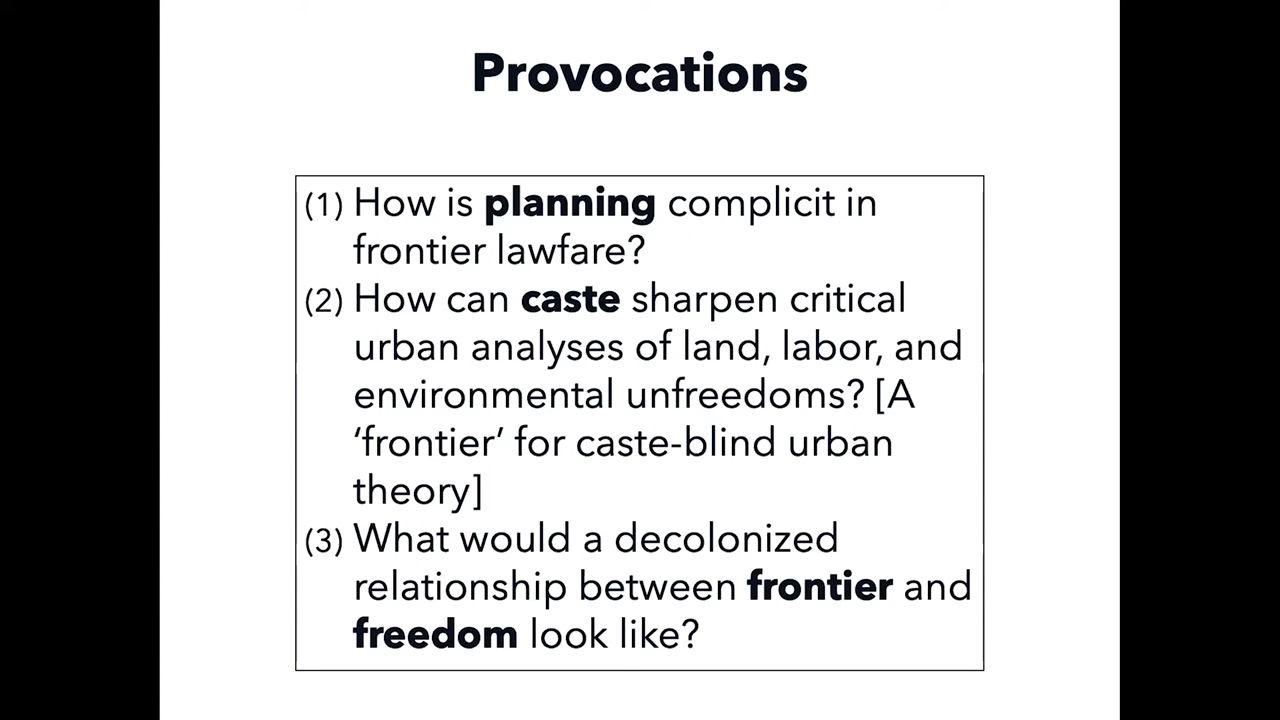 Provocations
(1) How is planning complicit in
frontier lawfare?
(2) How can caste sharpen critical
urban analyses of land, labor, and
environmental unfreedoms? [A
‘frontier’ for caste-blind urban
theory]
(3) What would a decolonized
relationship between frontier and
freedom look like?